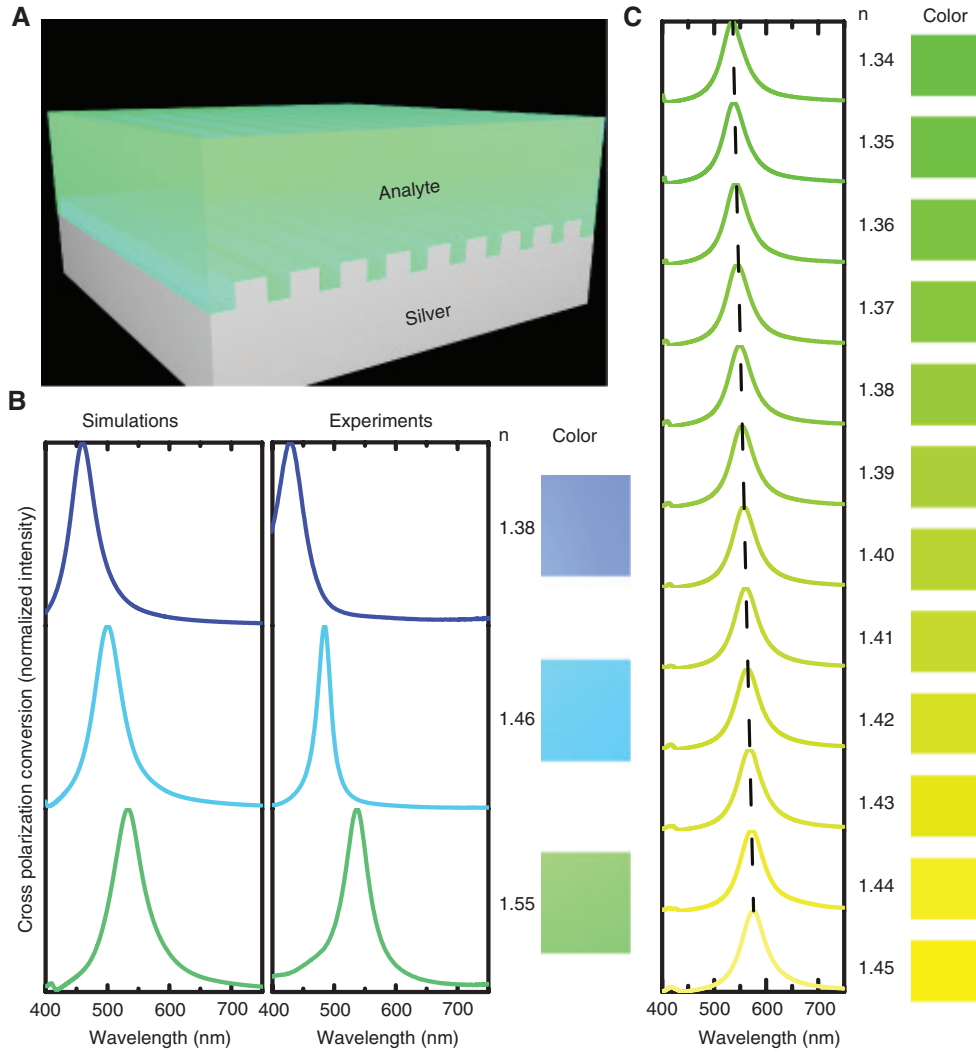 A
Analyte
Silver
B
Simulations
Experiments
n
Color
Cross polarization conversion (normalized intensity)
1.38
1.46
1.55
400 500 600 700
400 500 600 700
Wavelength (nm)
Wavelength (nm)
C
n
Color
1.34
1.35
1.36
1.37
1.38
1.39
1.40
1.41
1.42
1.43
1.44
1.45
400 500 600 700
Wavelength (nm)